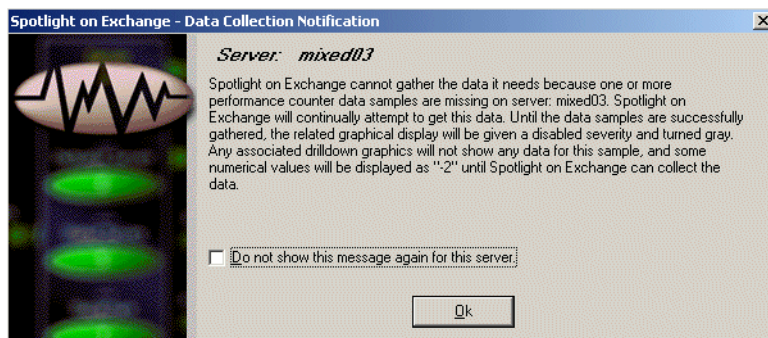 Spotlight on Exchange - Data Collection Notification
Server: mixed03
Spotlight on Exchange cannot gather the data it needs because one or more
performance counter data samples are missing on server: mixed03. Spotlight on
Exchange will continually attempt to get this data. Until the data samples are successfully
gathered, the related graphical display will be given a disabled severity and turned gray.
Any associated drilldown graphics will not show any data for this sample, and some
numerical values will be displayed as "-2" until Spotlight on Exchange can collect the
data.
Do not show this message again for this server.
Ok